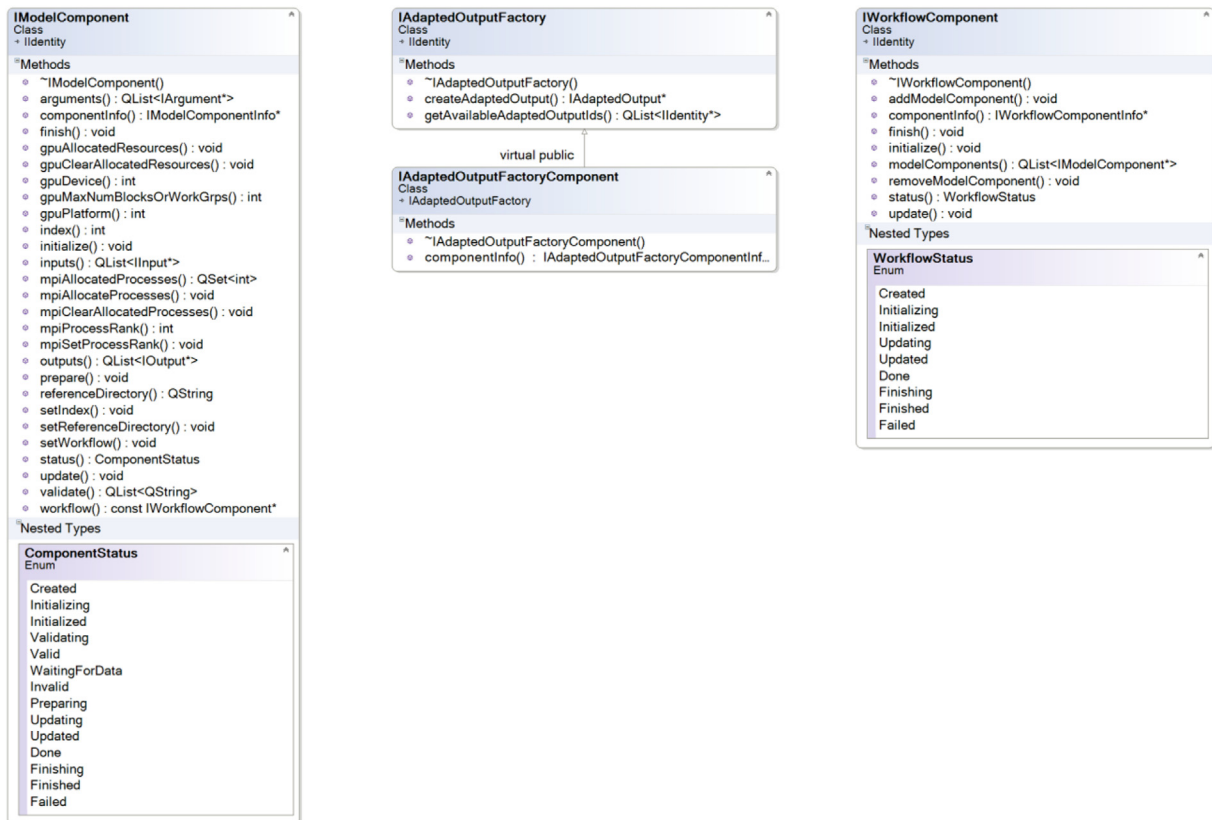 IModelComponent
Class
→ IIdentity
Methods
~IModelComponent()
arguments() : QList<IArgument*>
componentInfo() : IModelComponentInfo*
finish() : void
gpuAllocatedResources() : void
gpuClearAllocatedResources() : void
gpuDevice() : int
gpuMaxNumBlocksOrWorkGrps() : int
gpuPlatform() : int
index() : int
initialize() : void
inputs() : QList<IInput*>
mpiAllocatedProcesses() : QSet<int>
mpiAllocateProcesses() : void
mpiClearAllocatedProcesses() : void
mpiProcessRank() : int
mpiSetProcessRank() : void
outputs() : QList<IOutput*>
prepare() : void
referenceDirectory() : QString
setIndex() : void
setReferenceDirectory() : void
setWorkflow() : void
status() : ComponentStatus
update() : void
validate() : QList<QString>
workflow() : const IWorkflowComponent*
Nested Types
ComponentStatus
Enum
Created
Initializing
Initialized
Validating
Valid
WaitingForData
Invalid
Preparing
Updating
Updated
Done
Finishing
Finished
Failed
IAdaptedOutputFactory
Class
→ IIdentity
Methods
~IAdaptedOutputFactory()
createAdaptedOutput() : IAdaptedOutput*
getAvailableAdaptedOutputIds() : QList<IIdentity*>
virtual public
IAdaptedOutputFactoryComponent
Class
→ IAdaptedOutputFactory
Methods
~IAdaptedOutputFactoryComponent()
componentInfo() : IAdaptedOutputFactoryComponentInf...
IWorkflowComponent
Class
→ IIdentity
Methods
~IWorkflowComponent()
addModelComponent() : void
componentInfo() : IWorkflowComponentInfo*
finish() : void
initialize() : void
modelComponents() : QList<IModelComponent*>
removeModelComponent() : void
status() : WorkflowStatus
update() : void
Nested Types
WorkflowStatus
Enum
Created
Initializing
Initialized
Updating
Updated
Done
Finishing
Finished
Failed